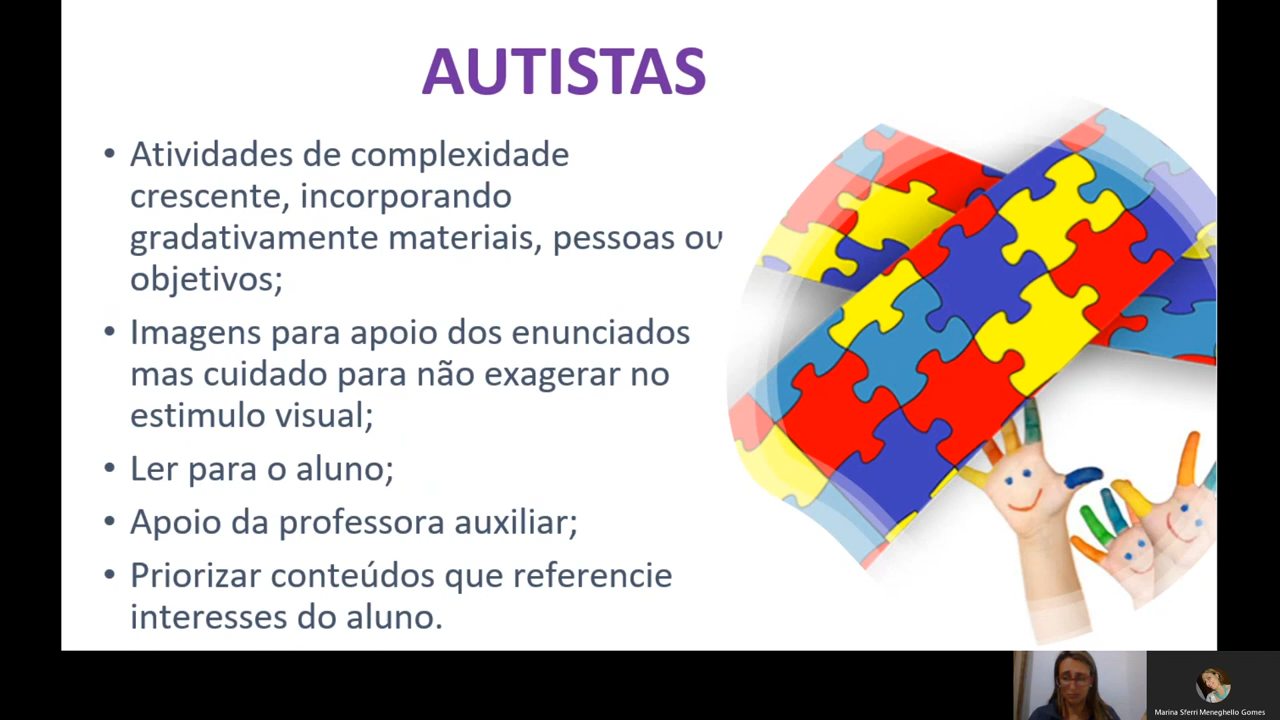 AUTISTAS
• Atividades de complexidade
crescente, incorporando
gradativamente materiais, pessoas ou
objetivos;
• Imagens para apoio dos enunciados
mas cuidado para não exagerar no
estimulo visual;
• Ler para o aluno;
• Apoio da professora auxiliar;
• Priorizar conteúdos que referencie
interesses do aluno.
Marina Sferri Meneghello Gomes